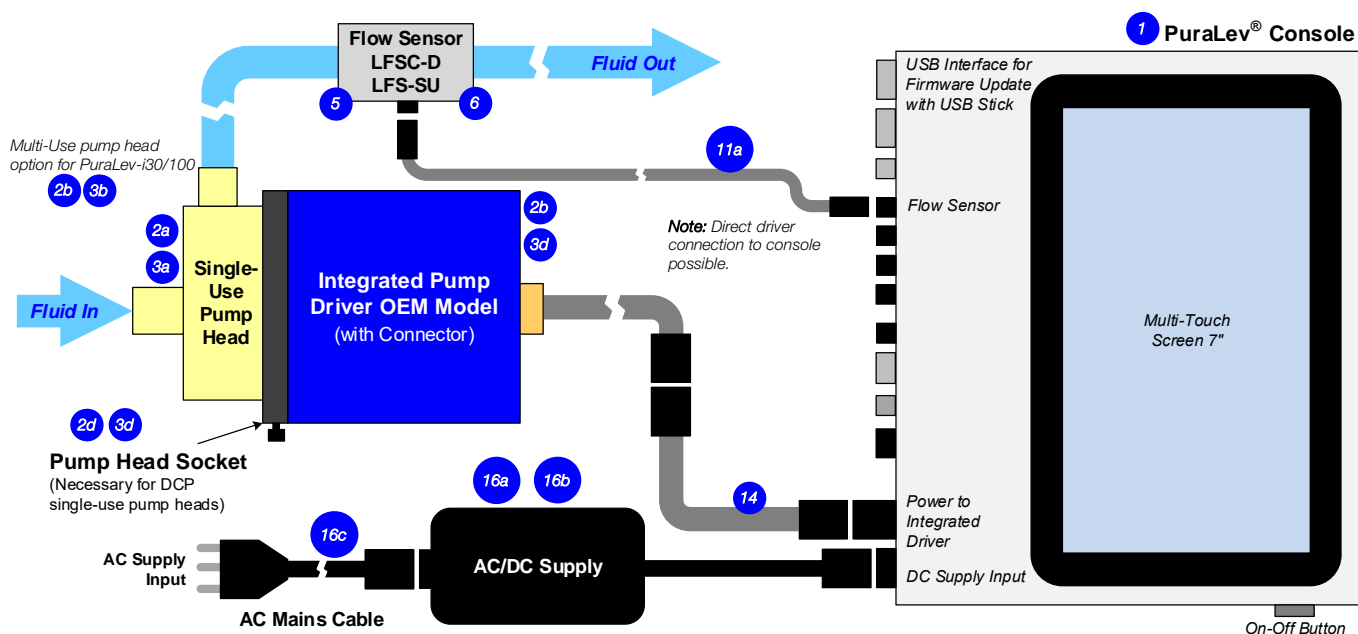 1 PuraLev® Console
Flow Sensor
LFSC-D
LFS-SU
5
6
Fluid Out
USB Interface for
Firmware Update
with USB Stick
Multi-Use pump head
option for PuraLev-i30/100
2b 3b
11a
2a
3a
2b
3d
Flow Sensor
Note: Direct driver
connection to console
possible.
Single-
Use
Pump
Head
Integrated Pump
Driver OEM Model
(with Connector)
Fluid In
Multi-Touch
Screen 7"
2d 3d
Pump Head Socket
(Necessary for DCP
single-use pump heads)
16a 16b
14
Power to
Integrated
Driver
16c
AC Supply
Input
AC/DC Supply
DC Supply Input
AC Mains Cable
On-Off Button